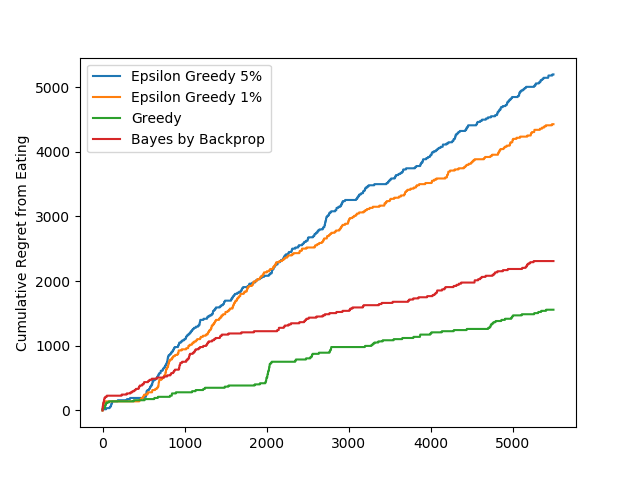 Epsilon Greedy 5%
Epsilon Greedy 1%
Greedy
Bayes by Backprop
Cumulative Regret from Eating
5000
4000
3000
2000
1000
0
0 1000 2000 3000 4000 5000